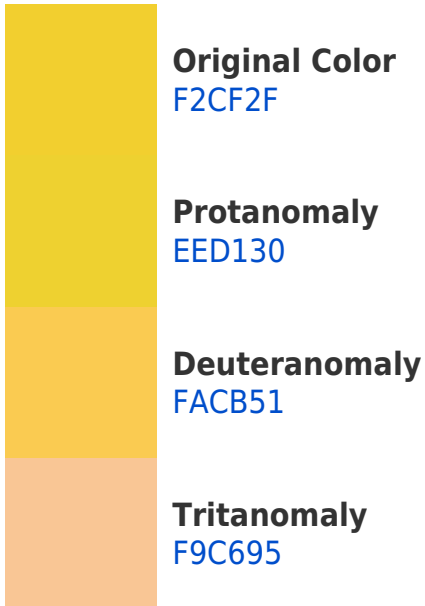 Original Color
F2CF2F
Protanomaly
EED130
Deuteranomaly
FACB51
Tritanomaly
F9C695